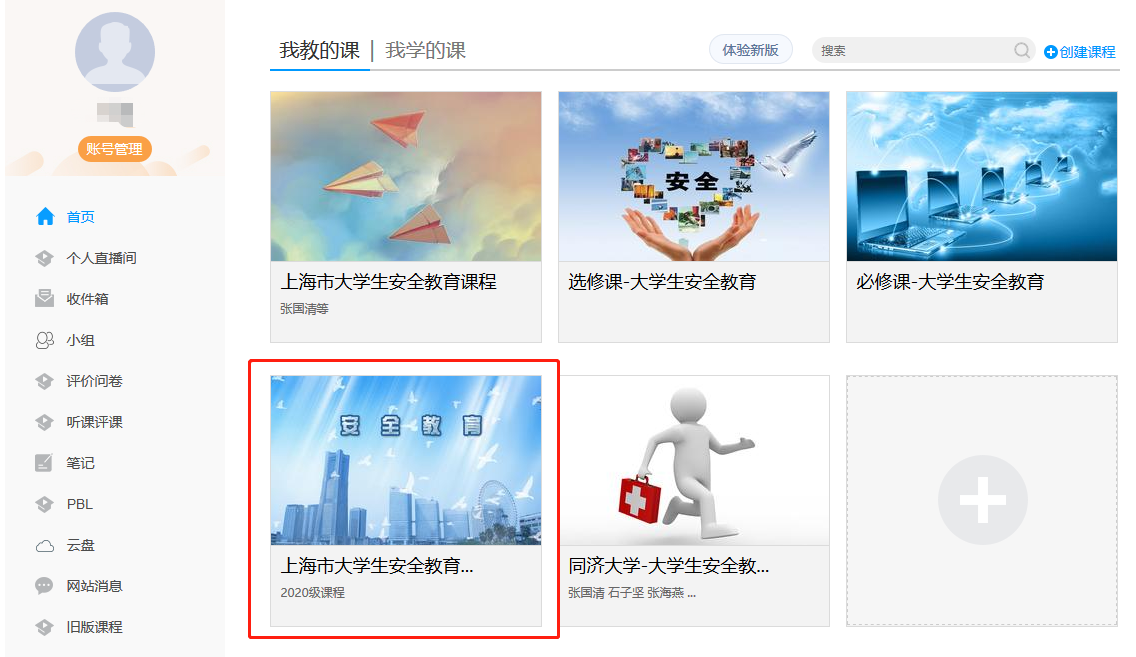 账号管理
首页
个人直播间
收件箱
小组
评价问卷
听课评课
笔记
PBL
云盘
网站消息
旧版课程
我教的课 | 我学的课
体验新版
搜索
创建课程
上海市大学生安全教育课程
张国清等
安全
选修课-大学生安全教育
必修课-大学生安全教育
安全教育
上海市大学生安全教育...
2020级课程
同济大学-大学生安全教...
张国清 石子坚 张海燕 ...